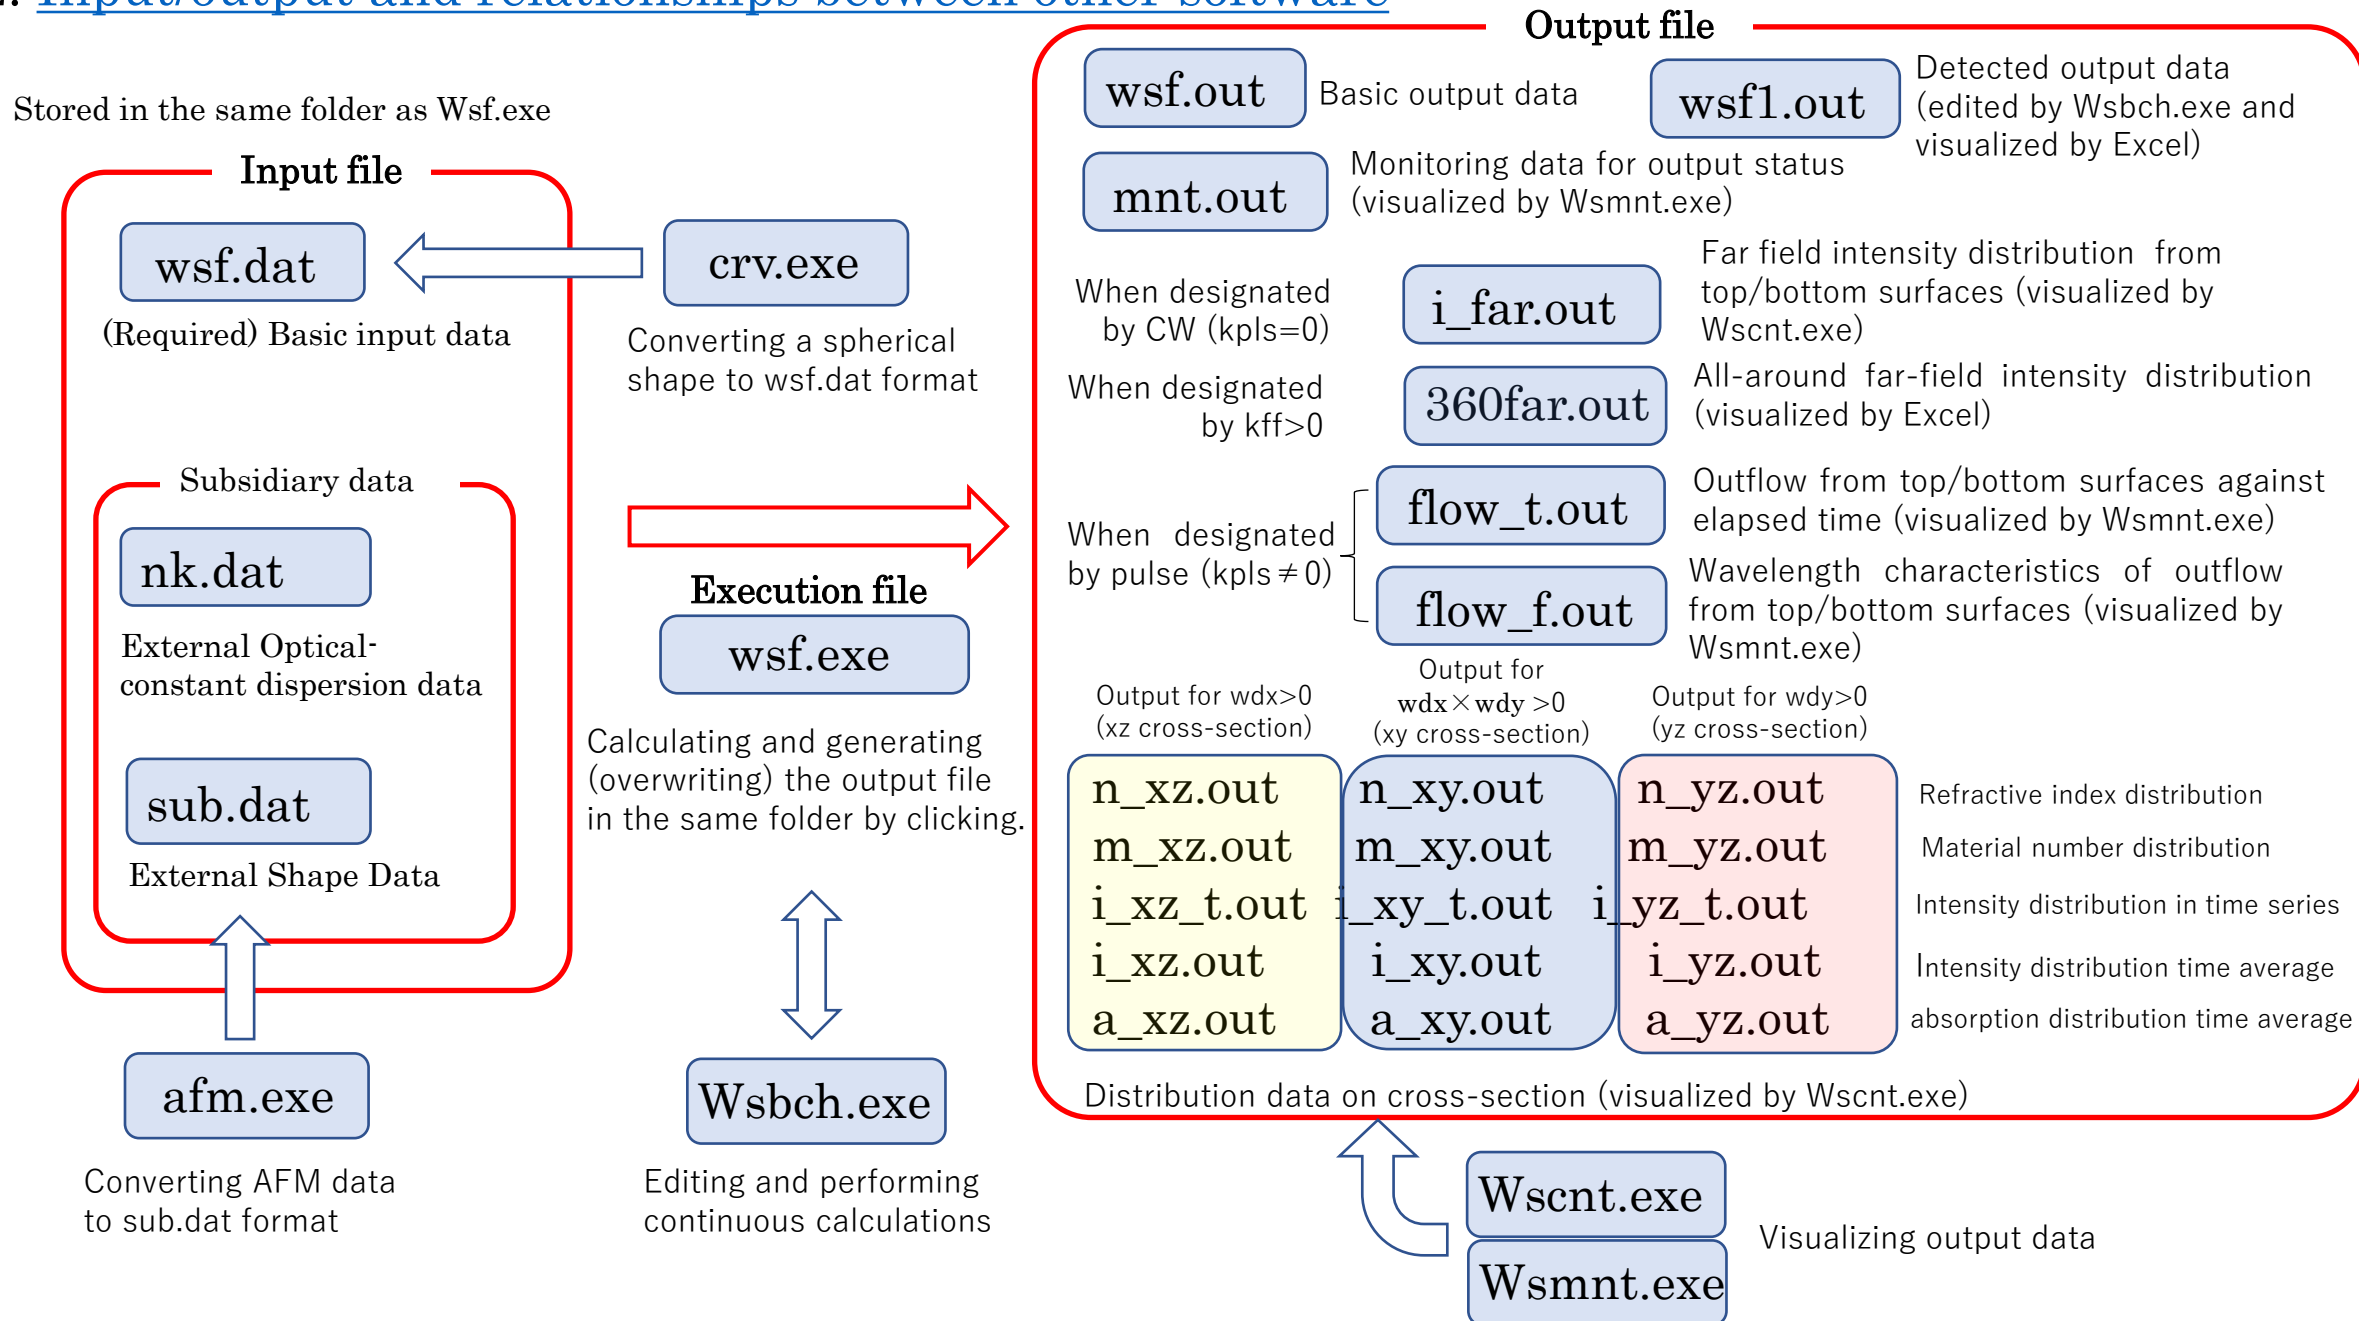 Input/output and relationships between other software
Stored in the same folder as Wsf.exe
Input file
wsf.dat
(Required) Basic input data
crv.exe
Converting a spherical
shape to wsf.dat format
Subsidiary data
nk.dat
External Optical-
constant dispersion data
sub.dat
External Shape Data
afm.exe
Converting AFM data
to sub.dat format
Execution file
wsf.exe
Calculating and generating
(overwriting) the output file
in the same folder by clicking.
Wsbch.exe
Editing and performing
continuous calculations
Output file
wsf.out
Basic output data
wsf1.out
Detected output data
(edited by Wsbch.exe and
visualized by Excel)
mnt.out
Monitoring data for output status
(visualized by Wsmnt.exe)
When designated
by CW (kpls=0)
i_far.out
Far field intensity distribution from
top/bottom surfaces (visualized by
Wscnt.exe)
When designated
by kff>0
360far.out
All-around far-field intensity distribution
(visualized by Excel)
When designated
by pulse (kpls≠0)
flow_t.out
Outflow from top/bottom surfaces against
elapsed time (visualized by Wsmnt.exe)
flow_f.out
Wavelength characteristics of outflow
from top/bottom surfaces (visualized by
Wsmnt.exe)
Output for wdx>0
(xz cross-section)
Output for
wdx×wdy >0
(xy cross-section)
Output for wdy>0
(yz cross-section)
n_xz.out n_xy.out n_yz.out Refractive index distribution
m_xz.out m_xy.out m_yz.out Material number distribution
i_xz_t.out i_xy_t.out i_yz_t.out Intensity distribution in time series
i_xz.out i_xy.out i_yz.out Intensity distribution time average
a_xz.out a_xy.out a_yz.out absorption distribution time average
Distribution data on cross-section (visualized by Wscnt.exe)
Wscnt.exe
Wsmnt.exe
Visualizing output data